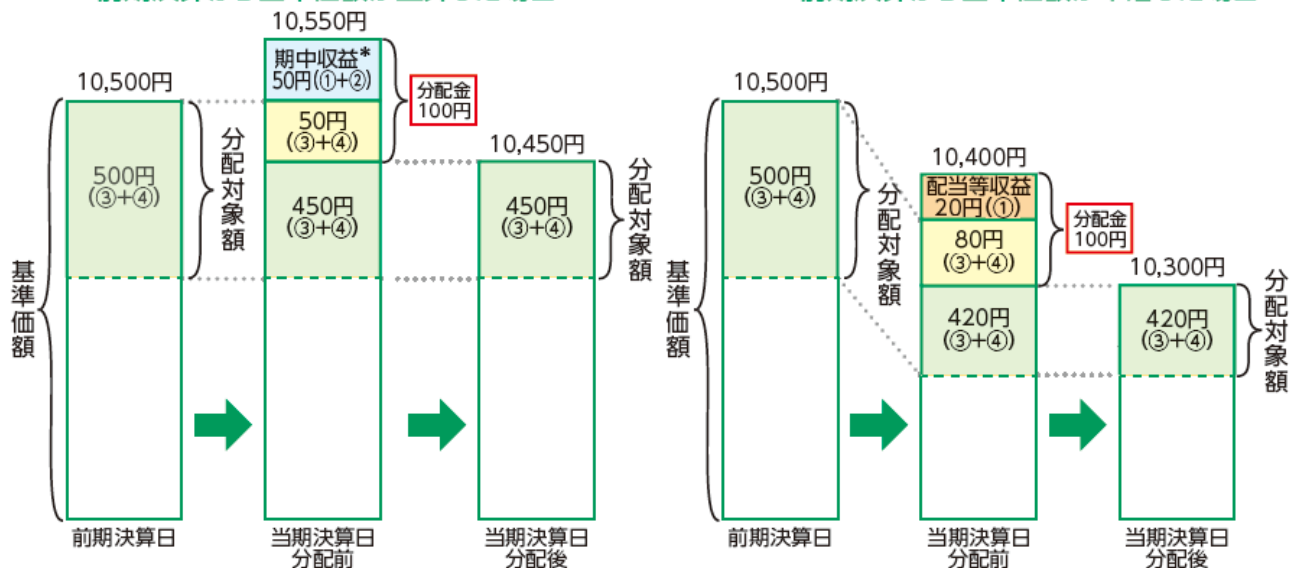 10,550円
期中収益*
50円(①+②)
10,500円
分配金
100円
50円
(③+④)
分配対象額
500円
(③+④)
10,450円
450円
(③+④)
450円
(③+④)
分配対象額
基準価額
前期決算日
当期決算日
分配前
当期決算日
分配後
10,500円
500円
(③+④)
分配対象額
10,400円
配当等収益
20円(①)
分配金
100円
80円
(③+④)
10,300円
420円
(③+④)
420円
(③+④)
分配対象額
基準価額
前期決算日
当期決算日
分配前
当期決算日
分配後